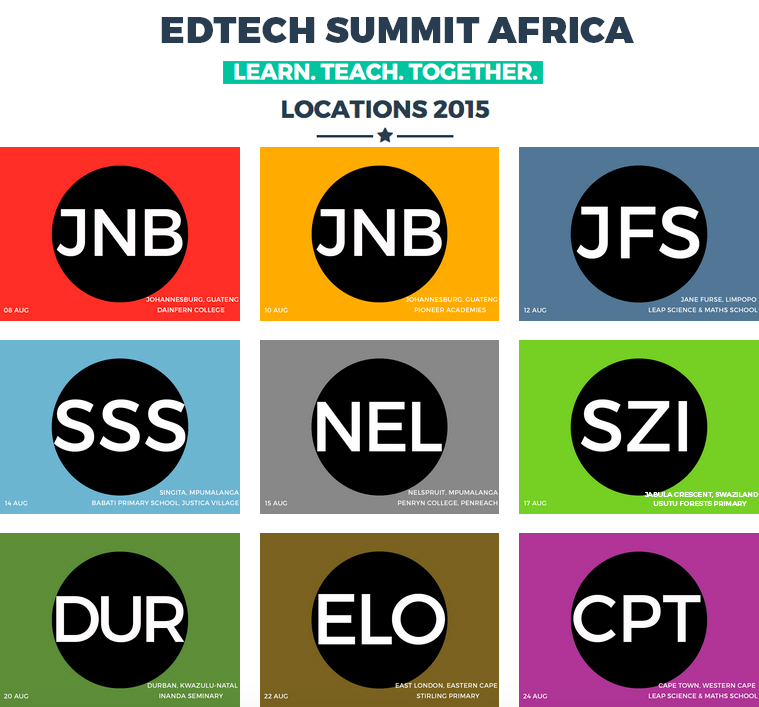 EDTECH SUMMIT AFRICA
LEARN. TEACH. TOGETHER.
LOCATIONS 2015
JNB
JOHANNESBURG, GUATENG
08 AUG
DAINFERN COLLEGE
JNB
JOHANNESBURG, GUATENG
10 AUG
PIONEER ACADEMIES
JFS
JANE FURSE, LIMPOPO
12 AUG
LEAP SCIENCE & MATHS SCHOOL
SSS
SINGITA, MPUMALANGA
14 AUG
BABATI PRIMARY SCHOOL, JUSTICA VILLAGE
NEL
NELSPRUIT, MPUMALANGA
15 AUG
PENRYN COLLEGE, PENREACH
SZI
JABULA CRESCENT, SWAZILAND
17 AUG
USUTU FORESTS PRIMARY
DUR
DURBAN, KWAZULU-NATAL
20 AUG
INANDA SEMINARY
ELO
EAST LONDON, EASTERN CAPE
22 AUG
STIRLING PRIMARY
CPT
CAPE TOWN, WESTERN CAPE
24 AUG
LEAP SCIENCE & MATHS SCHOOL